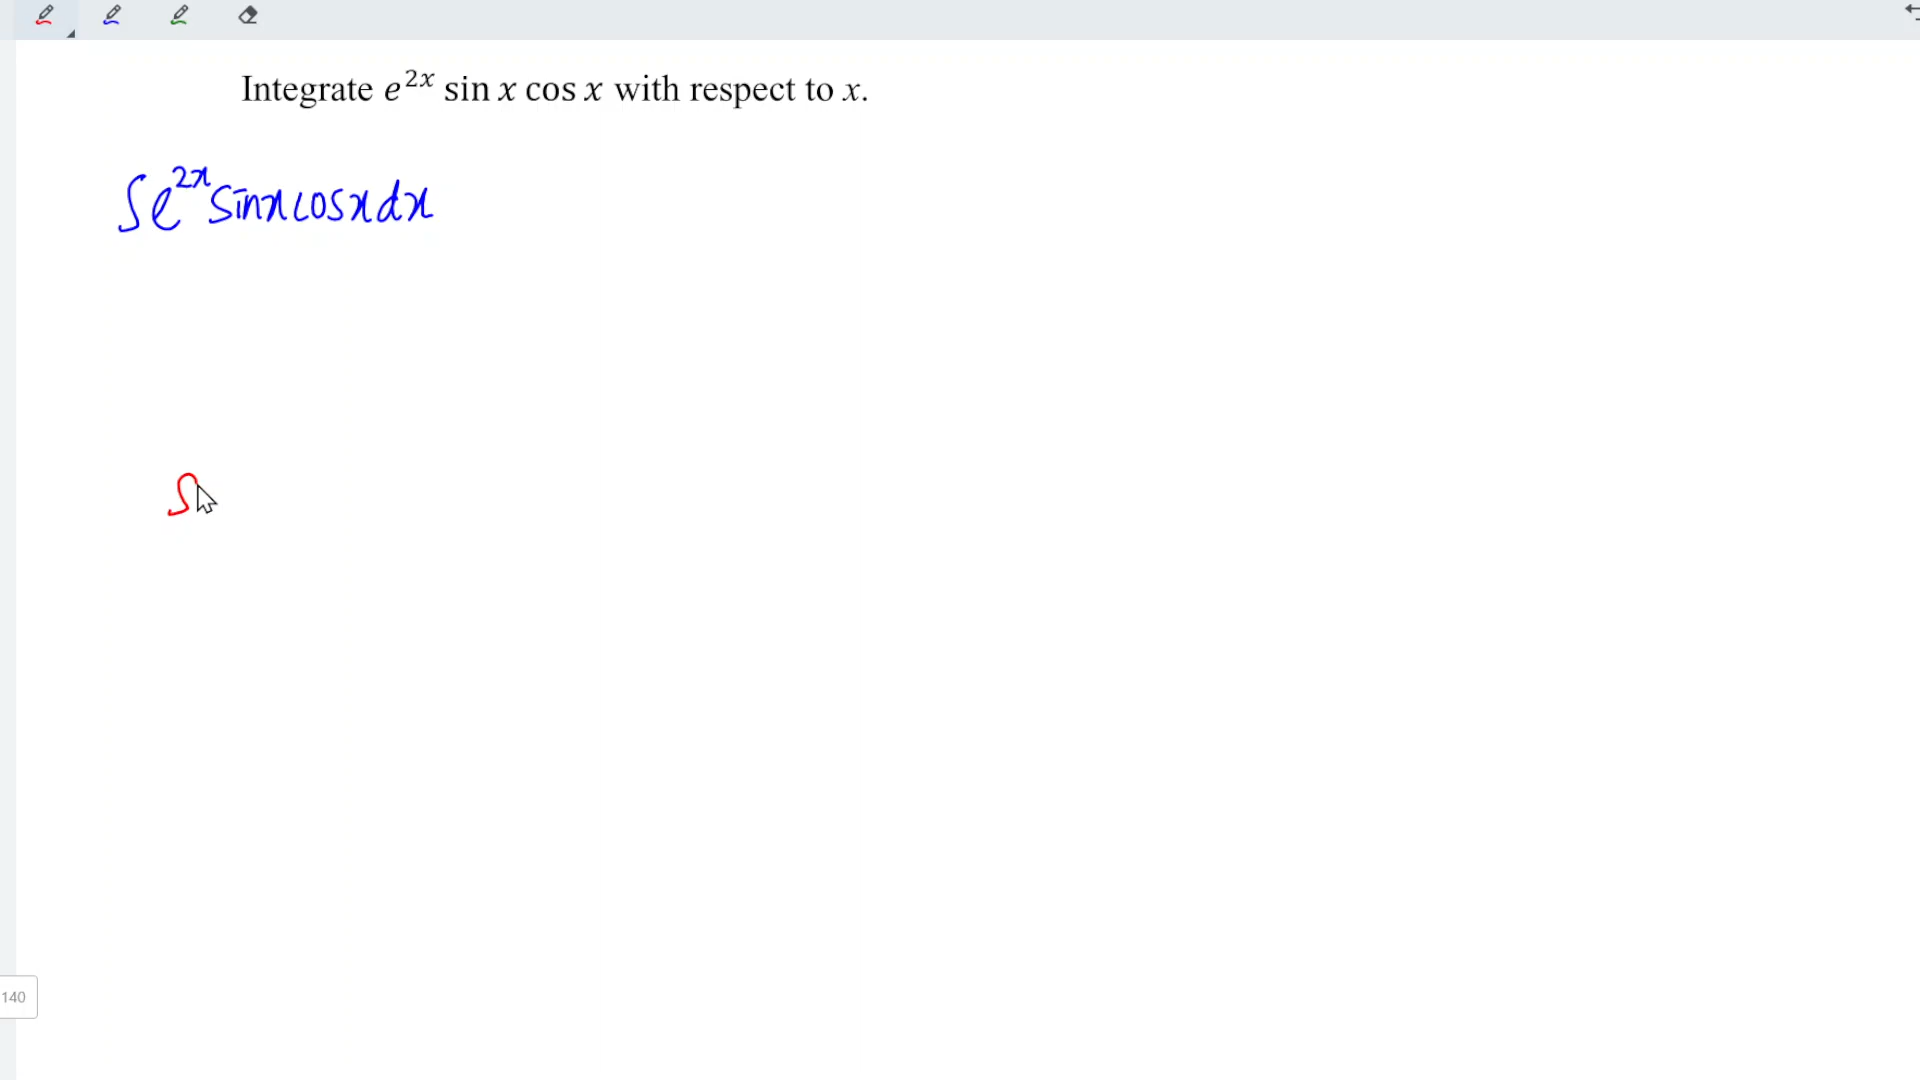 Integrate e^{2x} sin x cos x with respect to x.
∫e^{2x} sinx cosx dx
∫
140